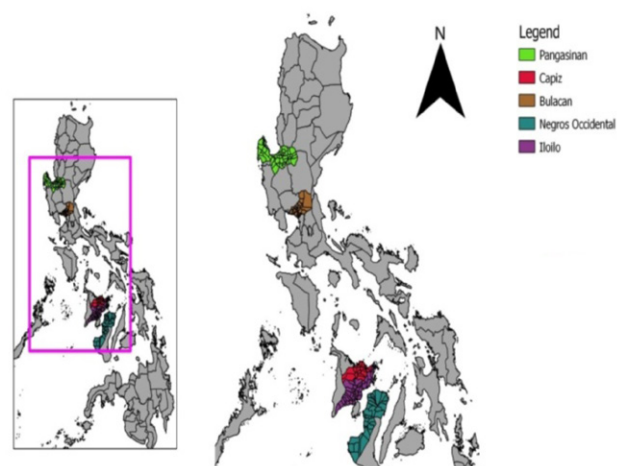 N
Legend
Pangasinan
Capiz
Bulacan
Negros Occidental
Iloilo